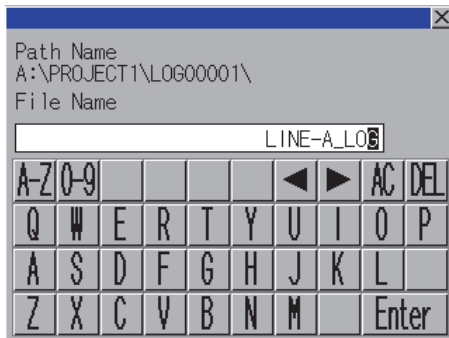 Path Name
A:\PROJECT1\LOG00001\
File Name
LINE-A_LOG
A-Z 0-9 ◀ ▶ AC DEL
Q W E R T Y U I O P
A S D F G H J K L
Z X C V B N M Enter